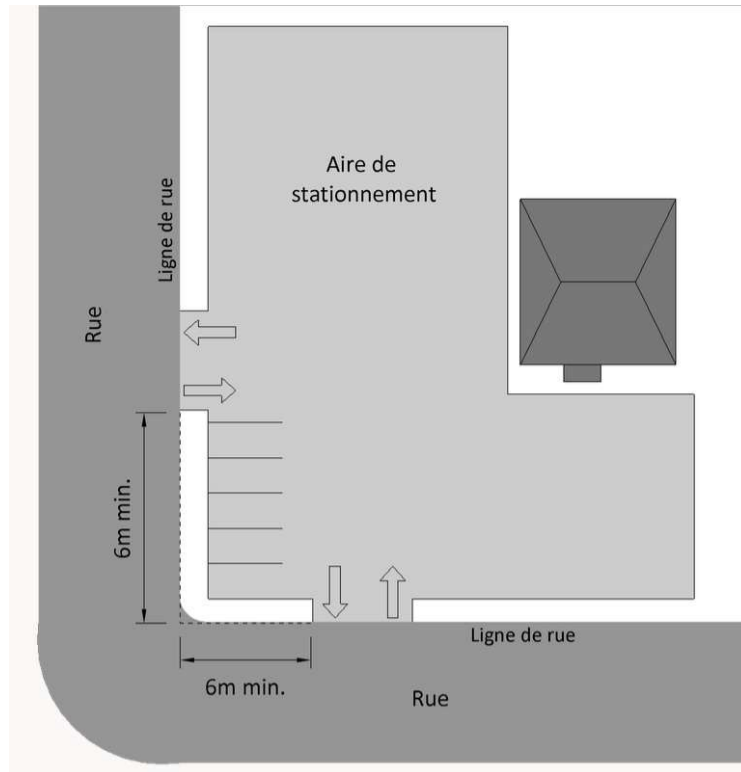 Aire de
stationnement
Ligne de rue
Rue
6m min.
Ligne de rue
6m min.
Rue